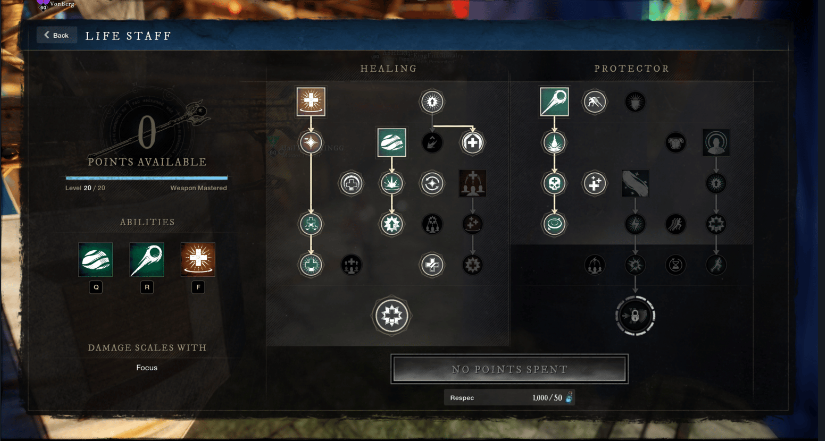 VonBerg
Back
LIFE STAFF
HEALING
PROTECTOR
0
POINTS AVAILABLE
Level 20 / 20
Weapon Mastered
ABILITIES
Q
R
F
DAMAGE SCALES WITH
Focus
NO POINTS SPENT
Respec
1,000 / 50